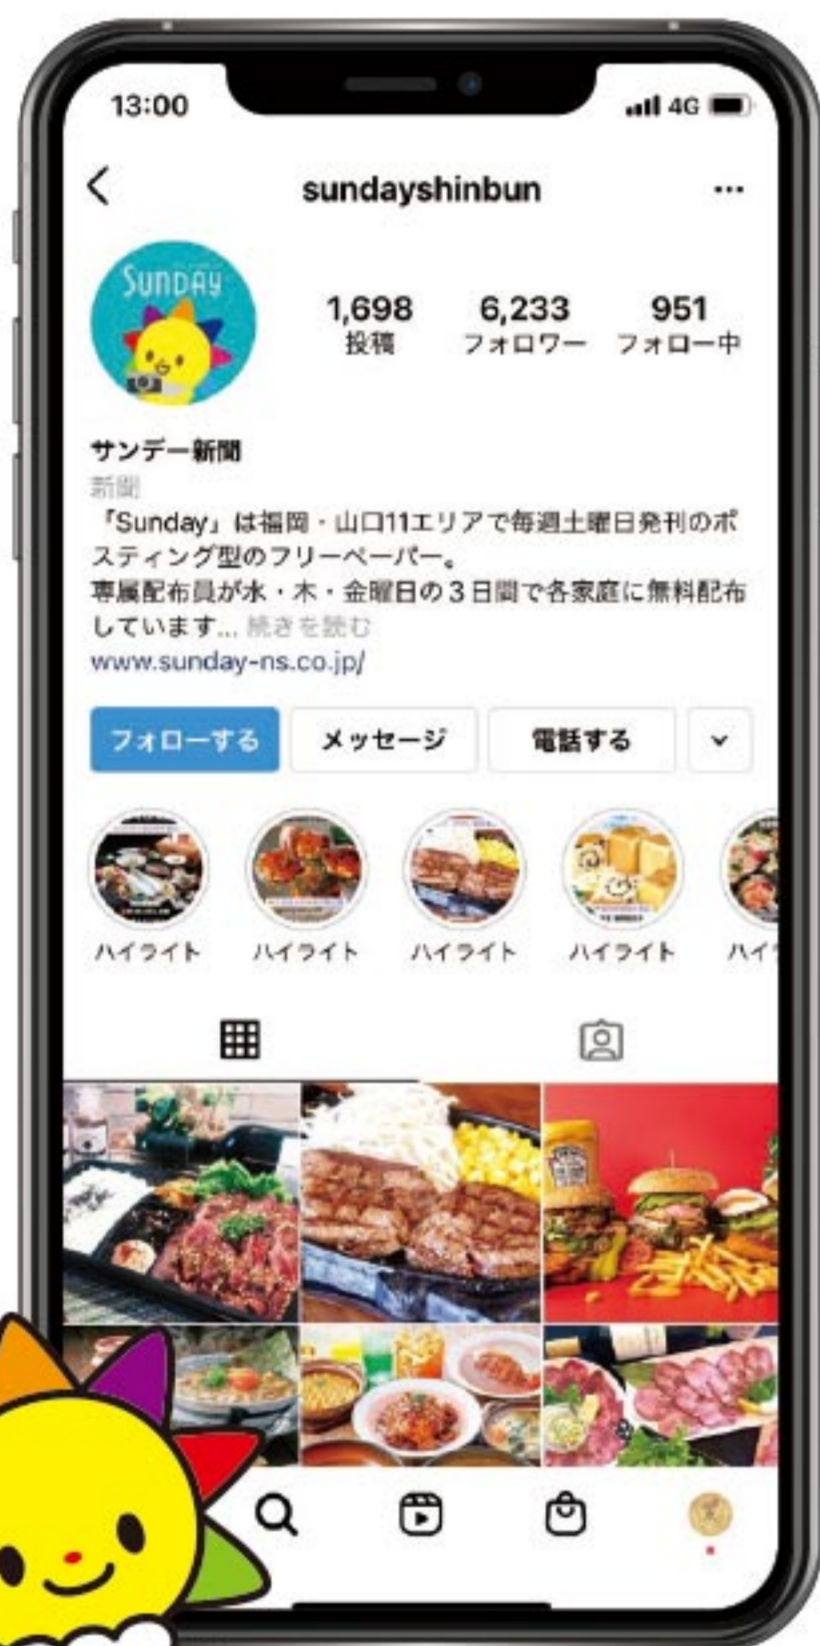 13:00
4G
sundayshinbun
SUNDAY
1,698
6,233
951
投稿
フォロワー
フォロー中
サンデー新聞
新聞
「Sunday」は福岡・山口11エリアで毎週土曜日発刊のポ
スティング型のフリーペーパー。
専属配布員が水・木・金曜日の3日間で各家庭に無料配布
しています... 続きを読む
www.sunday-ns.co.jp/
フォローする
メッセージ
電話する
ハイライト
ハイライト
ハイライト
ハイライト
ハイ